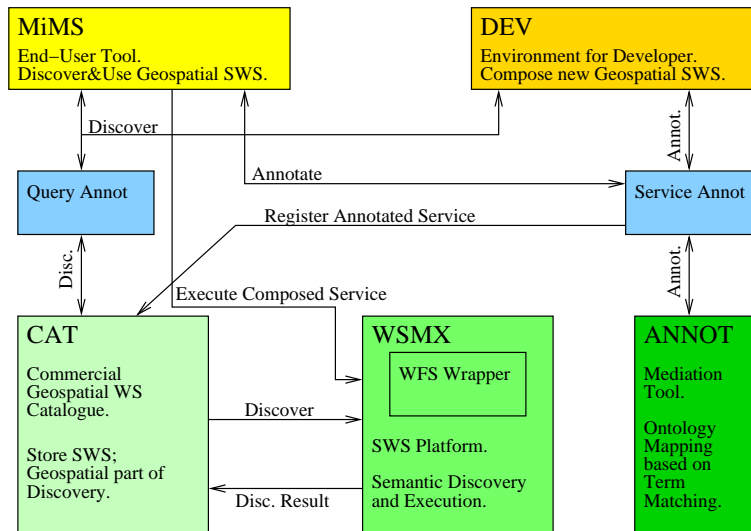 MiMS
End−User Tool.
Discover&Use Geospatial SWS.
DEV
Environment for Developer.
Compose new Geospatial SWS.
Discover
Annot.
Query Annot
Annotate
Service Annot
Register Annotated Service
Disc.
Annot.
Execute Composed Service
CAT
Commercial
Geospatial WS
Catalogue.
Store SWS;
Geospatial part of
Discovery.
Discover
Disc. Result
WSMX
WFS Wrapper
SWS Platform.
Semantic Discovery
and Execution.
ANNOT
Mediation
Tool.
Ontology
Mapping
based on
Term
Matching.